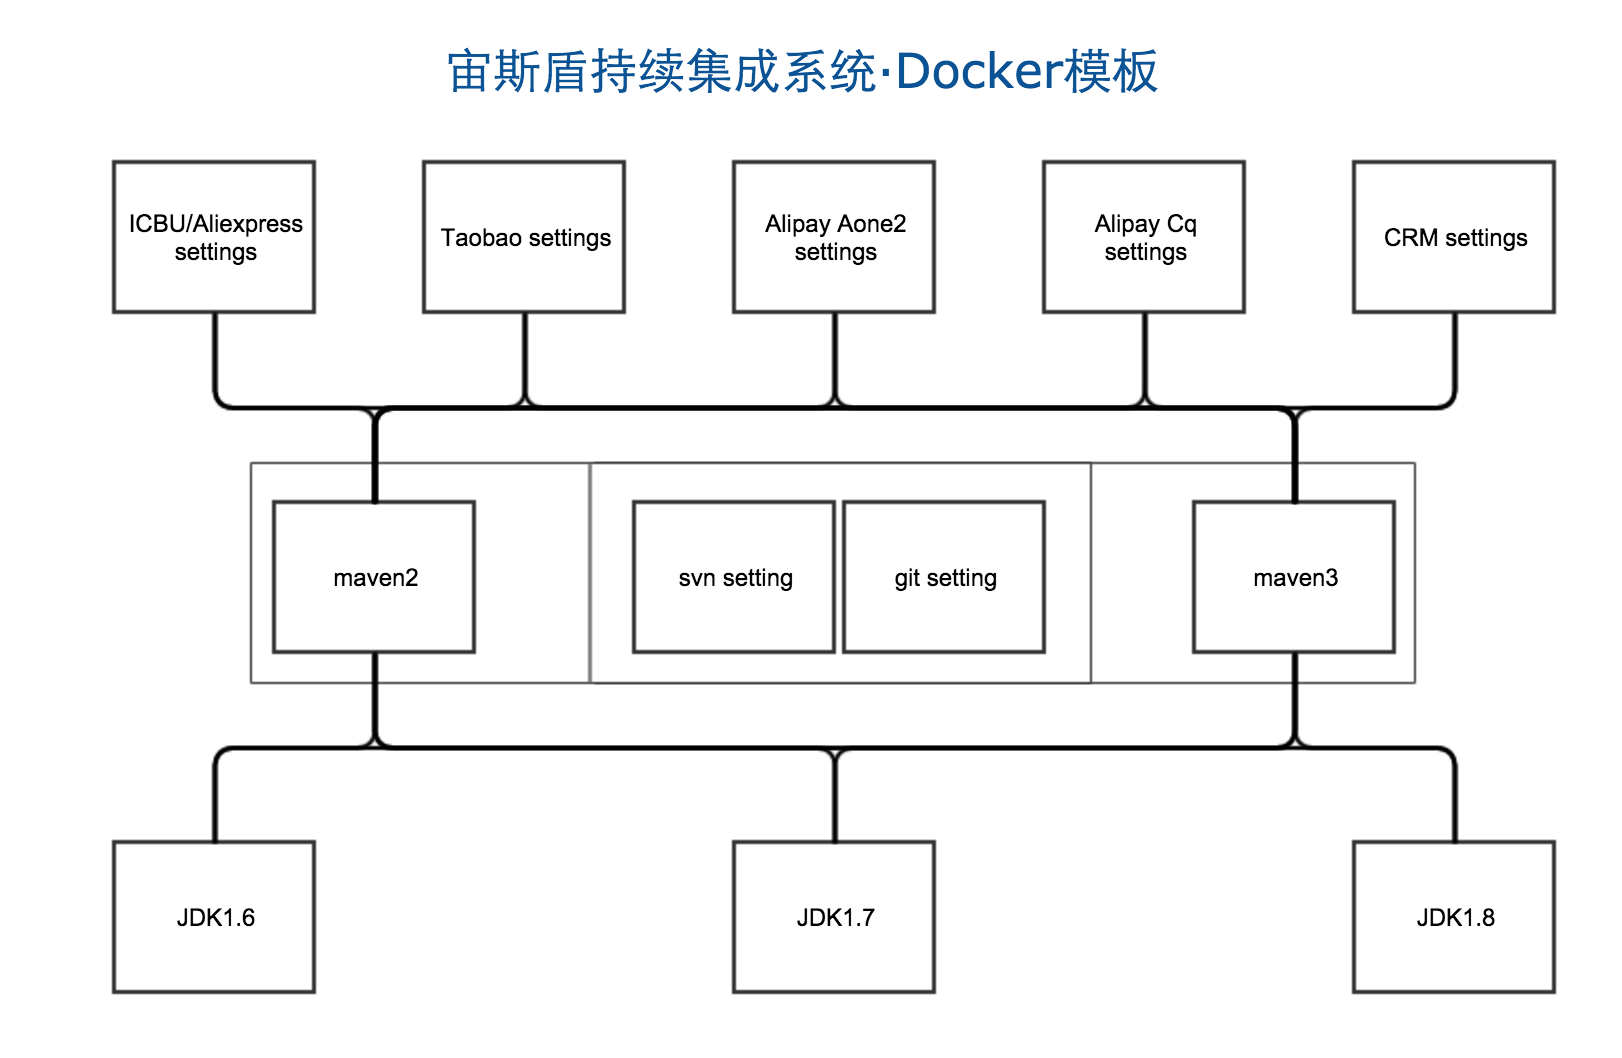 宙斯盾持续集成系统·Docker模板
ICBU/Aliexpress
settings
Taobao settings
Alipay Aone2
settings
Alipay Cq
settings
CRM settings
maven2
svn setting
git setting
maven3
JDK1.6
JDK1.7
JDK1.8